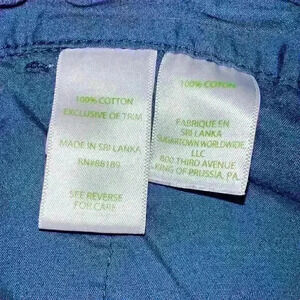 100% COTTON
EXCLUSIVE OF TRIM
MADE IN SRI LANKA
RN#88189
SEE REVERSE
FOR CARE
100% COTTON
FABRIQUE EN
SRI LANKA
SUGARTOWN WORLDWIDE,
LLC
800 THIRD AVENUE
KING OF PRUSSIA, PA.